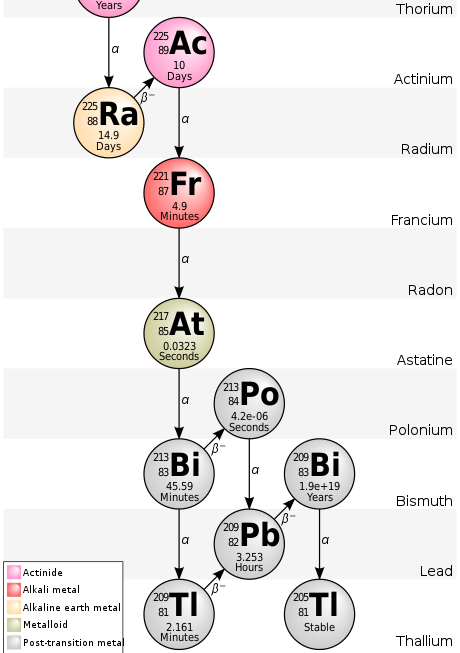 Years
Thorium
α
225
89
Ac
10
Days
Actinium
β−
225
88
Ra
14.9
Days
α
Radium
221
87
Fr
4.9
Minutes
Francium
α
Radon
217
85
At
0.0323
Seconds
Astatine
α
213
84
Po
4.2e-06
Seconds
Polonium
β−
213
83
Bi
45.59
Minutes
α
209
83
Bi
1.9e+19
Years
Bismuth
β−
α
209
82
Pb
3.253
Hours
α
Lead
β−
209
81
Tl
2.161
Minutes
205
81
Tl
Stable
Thallium
Actinide
Alkali metal
Alkaline earth metal
Metalloid
Post-transition metal